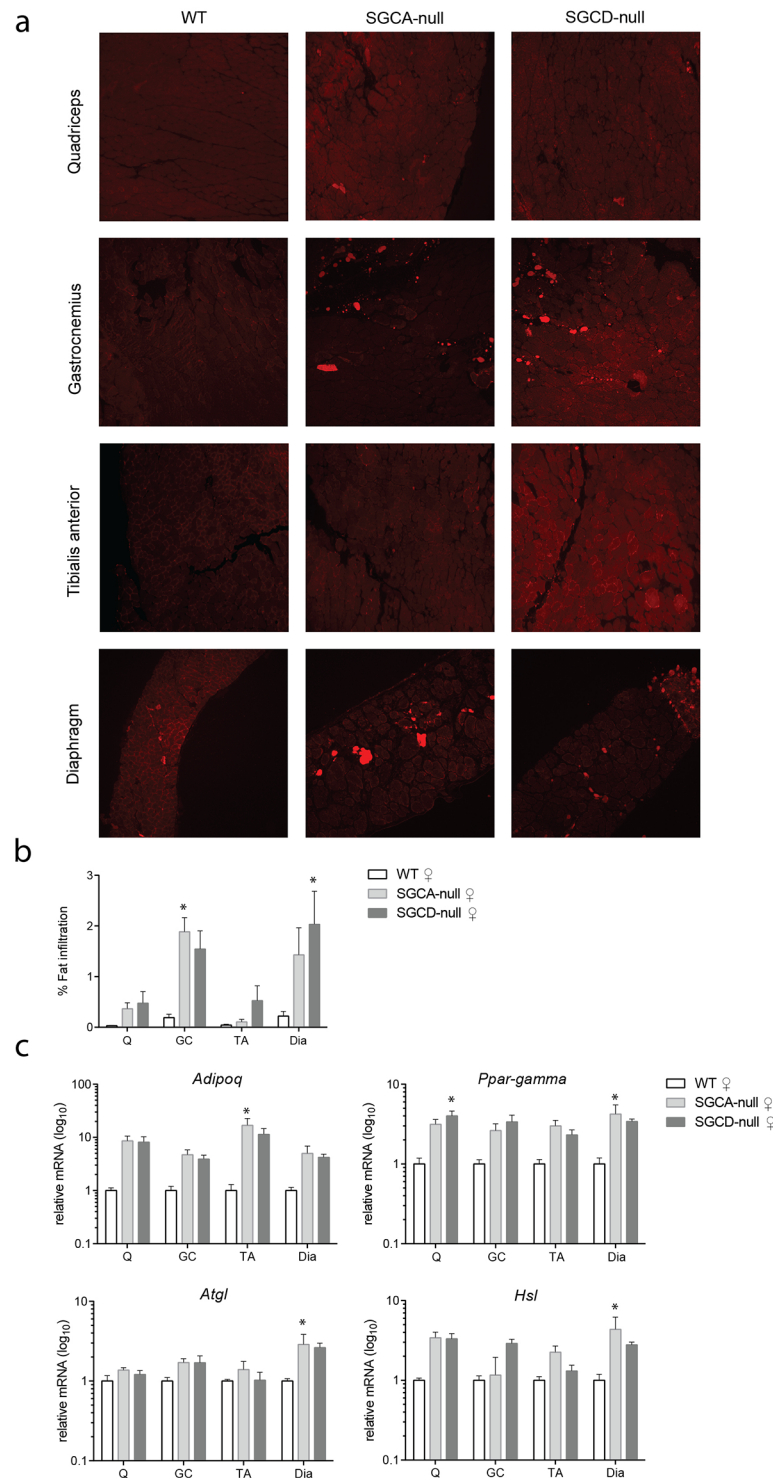 a
WT
SGCA-null
SGCD-null
Quadriceps
Gastrocnemius
Tibialis anterior
Diaphragm
b
% Fat infiltration
3
2
1
0
Q
GC
TA
Dia
*
*
WT ♀
SGCA-null ♀
SGCD-null ♀
c
Adipoq
relative mRNA (log10)
100
10
1
0.1
Q
GC
TA
Dia
*
Ppar-gamma
relative mRNA (log10)
10
1
0.1
Q
GC
TA
Dia
*
*
WT ♀
SGCA-null ♀
SGCD-null ♀
Atgl
relative mRNA (log10)
10
1
0.1
Q
GC
TA
Dia
*
Hsl
relative mRNA (log10)
10
1
0.1
Q
GC
TA
Dia
*